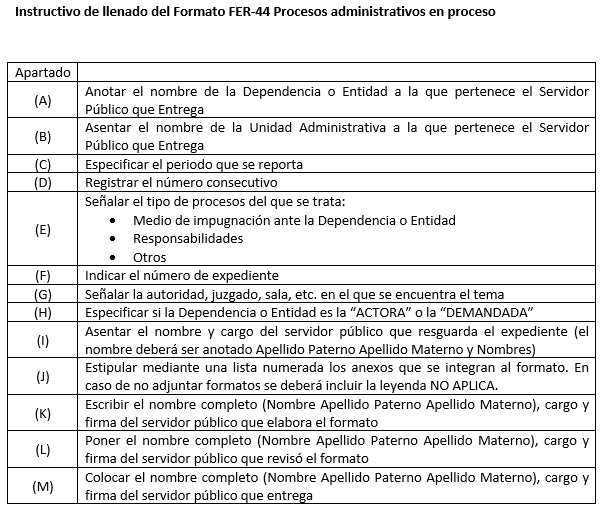 Instructivo de llenado del Formato FER-44 Procesos administrativos en proceso
Apartado
(A)
Anotar el nombre de la Dependencia o Entidad a la que pertenece el Servidor
Público que Entrega
(B)
Asentar el nombre de la Unidad Administrativa a la que pertenece el Servidor
Público que Entrega
(C)
Especificar el periodo que se reporta
(D)
Registrar el número consecutivo
(E)
Señalar el tipo de procesos del que se trata:
• Medio de impugnación ante la Dependencia o Entidad
• Responsabilidades
• Otros
(F)
Indicar el número de expediente
(G)
Señalar la autoridad, juzgado, sala, etc. en el que se encuentra el tema
(H)
Especificar si la Dependencia o Entidad es la “ACTORA” o la “DEMANDADA”
(I)
Asentar el nombre y cargo del servidor público que resguarda el expediente (el
nombre deberá ser anotado Apellido Paterno Apellido Materno y Nombres)
(J)
Estipular mediante una lista numerada los anexos que se integran al formato. En
caso de no adjuntar formatos se deberá incluir la leyenda NO APLICA.
(K)
Escribir el nombre completo (Nombre Apellido Paterno Apellido Materno), cargo y
firma del servidor público que elabora el formato
(L)
Poner el nombre completo (Nombre Apellido Paterno Apellido Materno), cargo y
firma del servidor público que revisó el formato
(M)
Colocar el nombre completo (Nombre Apellido Paterno Apellido Materno), cargo y
firma del servidor público que entrega